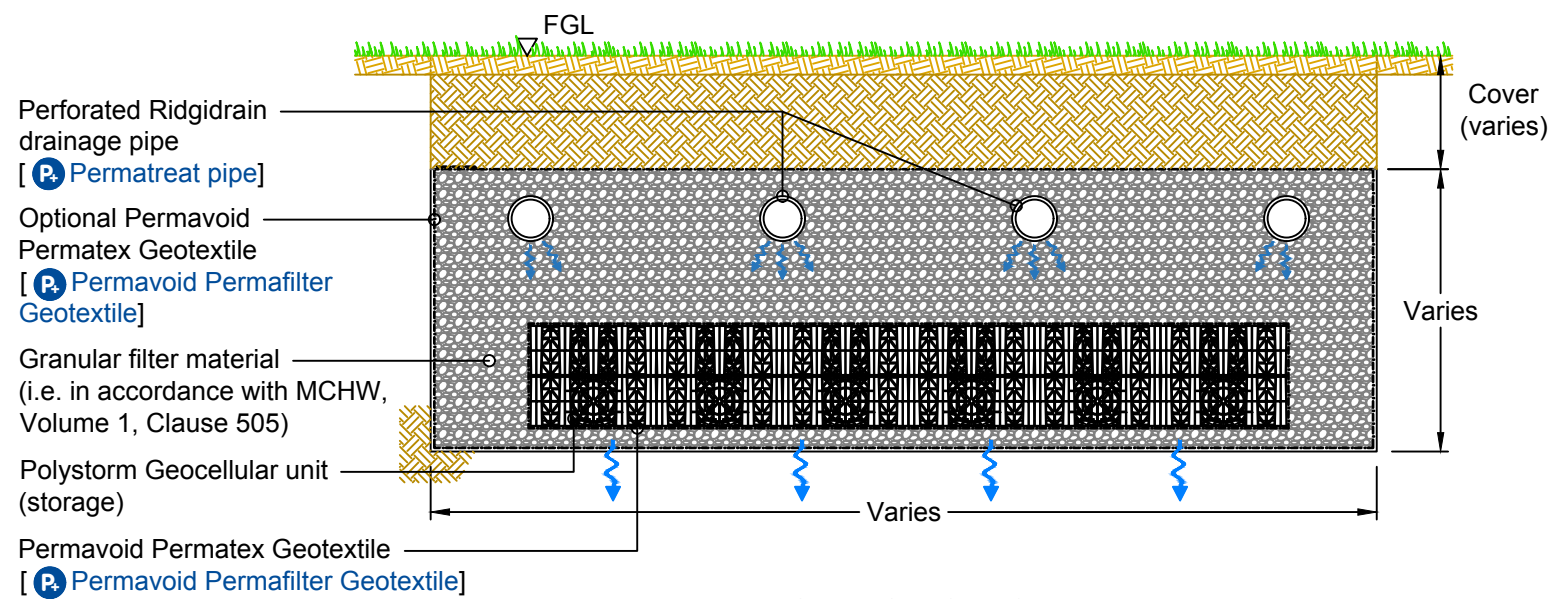 FGL
Perforated Ridgidrain
drainage pipe
[ P+ Permatreat pipe]
Optional Permavoid
Permatex Geotextile
[ P+ Permavoid Permafilter
Geotextile]
Granular filter material
(i.e. in accordance with MCHW,
Volume 1, Clause 505)
Polystorm Geocellular unit
(storage)
Permavoid Permatex Geotextile
[ P+ Permavoid Permafilter Geotextile]
Cover
(varies)
Varies
Varies